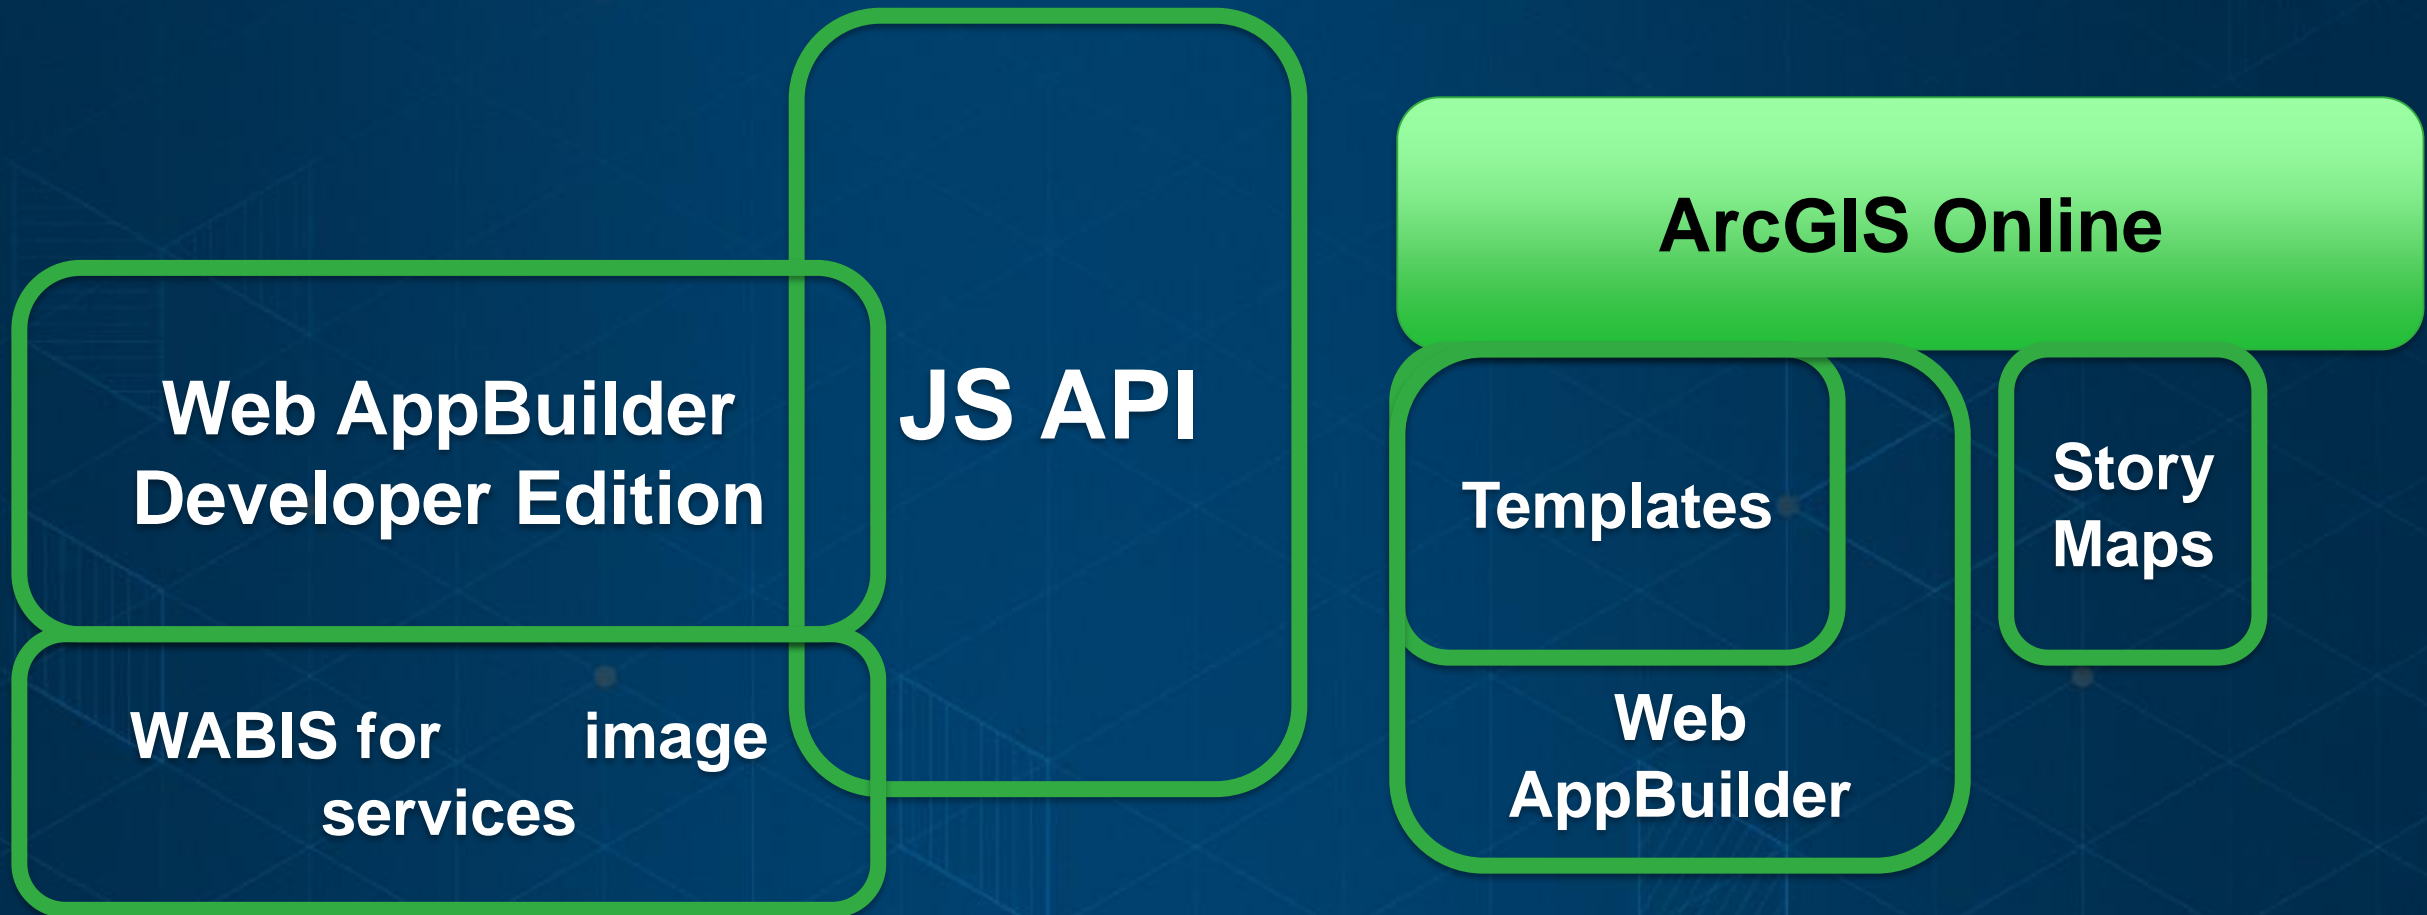 Web AppBuilder
Developer Edition
WABIS for image
services
JS API
ArcGIS Online
Templates
Web
AppBuilder
Story
Maps